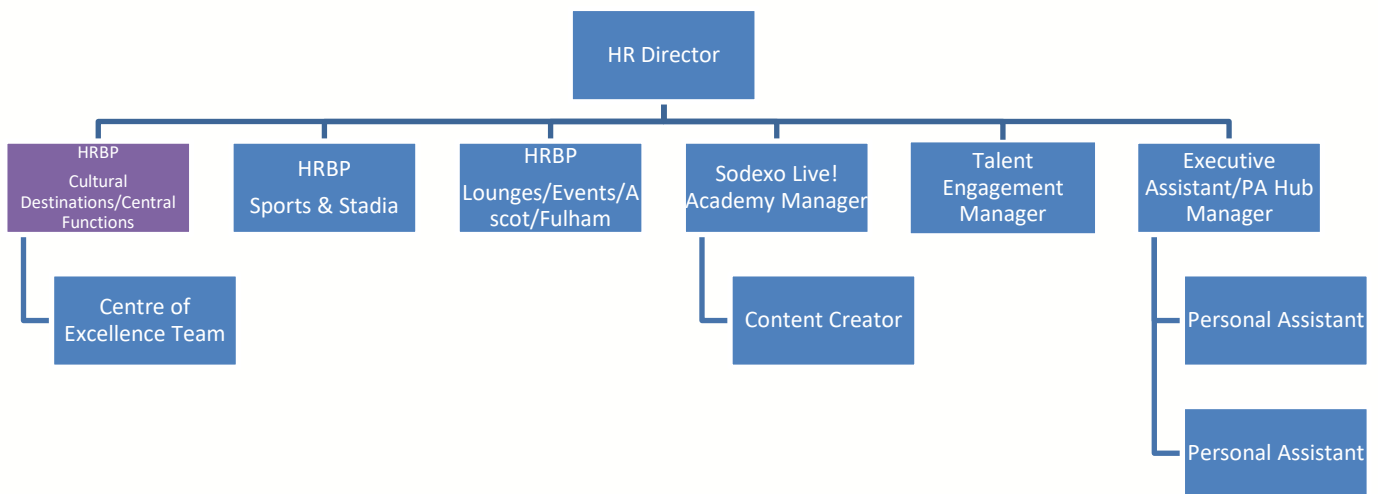 HR Director
HRBP
Cultural
Destinations/Central
Functions
HRBP
Sports & Stadia
HRBP
Lounges/Events/A
scot/Fulham
Sodexo Live!
Academy Manager
Talent
Engagement
Manager
Executive
Assistant/PA Hub
Manager
Centre of
Excellence Team
Content Creator
Personal Assistant
Personal Assistant